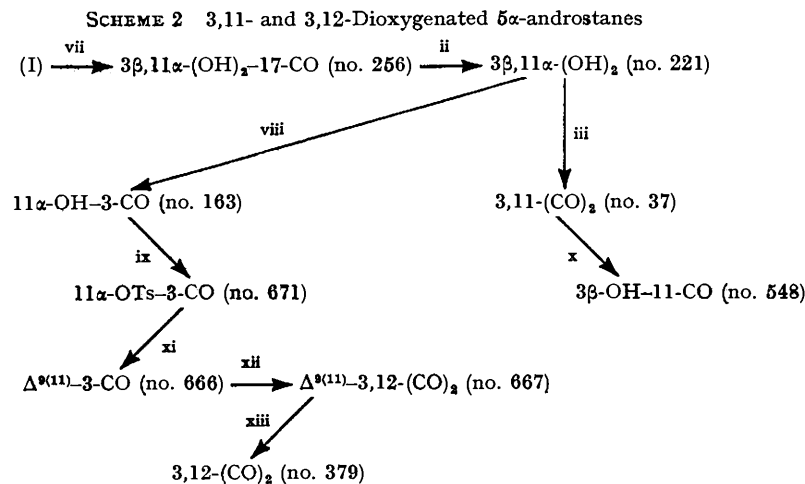 SCHEME 2 3,11- and 3,12-Dioxygenated 5α-androstanes
vii ii
(I) 3β,11α-(OH)₂–17-CO (no. 256) 3β,11α-(OH)₂ (no. 221)
viii iii
11α-OH–3-CO (no. 163) 3,11-(CO)₂ (no. 37)
ix x
11α-OTs–3-CO (no. 671) 3β-OH–11-CO (no. 548)
xi xii
Δ⁹⁽¹¹⁾–3-CO (no. 666) Δ⁹⁽¹¹⁾–3,12-(CO)₂ (no. 667)
xiii
3,12-(CO)₂ (no. 379)